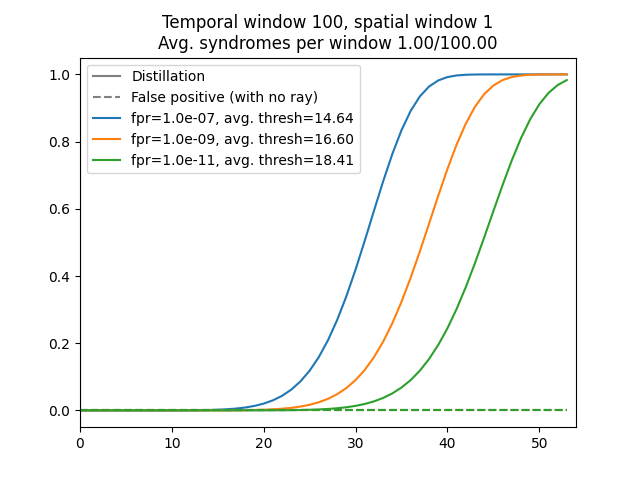 Temporal window 100, spatial window 1
Avg. syndromes per window 1.00/100.00
Distillation
False positive (with no ray)
fpr=1.0e-07, avg. thresh=14.64
fpr=1.0e-09, avg. thresh=16.60
fpr=1.0e-11, avg. thresh=18.41
1.0
0.8
0.6
0.4
0.2
0.0
0 10 20 30 40 50